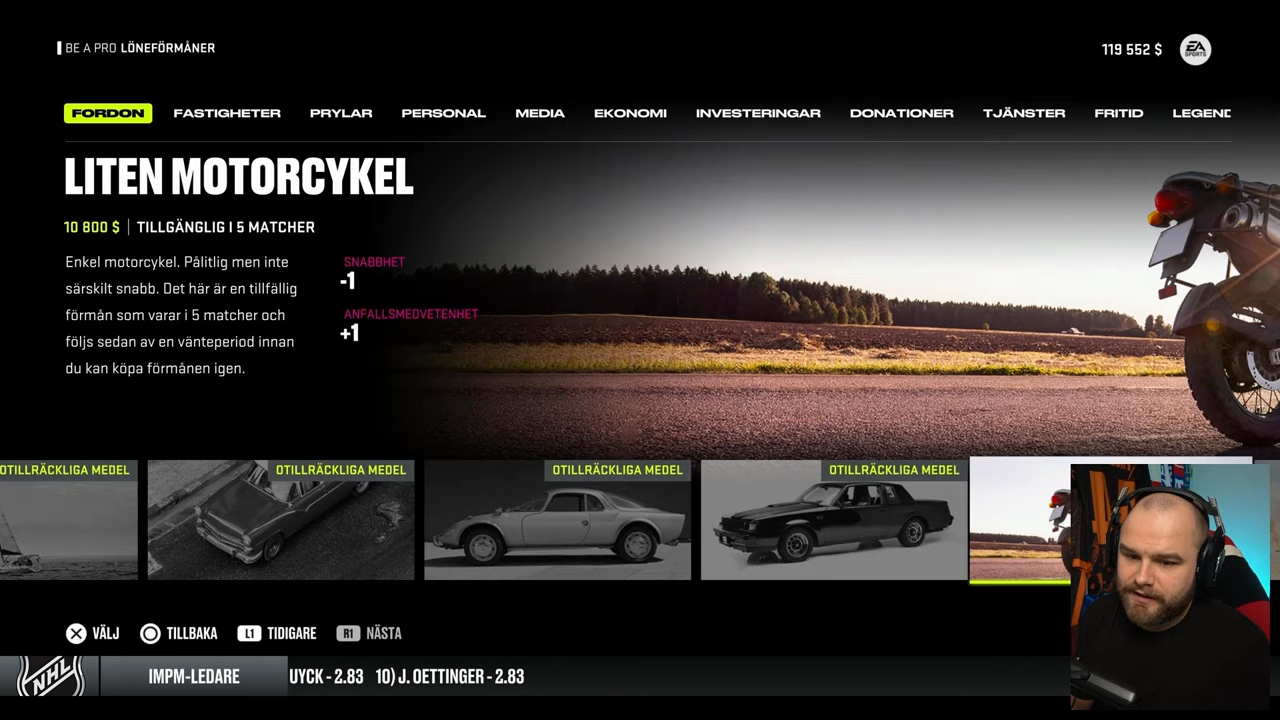 BE A PRO LÖNEFÖRMÅNER
119 552 $
EA SPORTS
FORDON FASTIGHETER PRYLAR PERSONAL MEDIA EKONOMI INVESTERINGAR DONATIONER TJÄNSTER FRITID LEGEND
LITEN MOTORCYKEL
10 800 $ | TILLGÄNGLIG I 5 MATCHER
Enkel motorcykel. Pålitlig men inte
särskilt snabb. Det här är en tillfällig
förmån som varar i 5 matcher och
följs sedan av en vänteperiod innan
du kan köpa förmånen igen.
SNABBHET
-1
ANFALLSMEDVETENHET
+1
OTILLRÄCKLIGA MEDEL OTILLRÄCKLIGA MEDEL OTILLRÄCKLIGA MEDEL OTILLRÄCKLIGA MEDEL
VÄLJ TILLBAKA L1 TIDIGARE R1 NÄSTA
NHL IMPM-LEDARE UYCK - 2.83 10) J. OETTINGER - 2.83